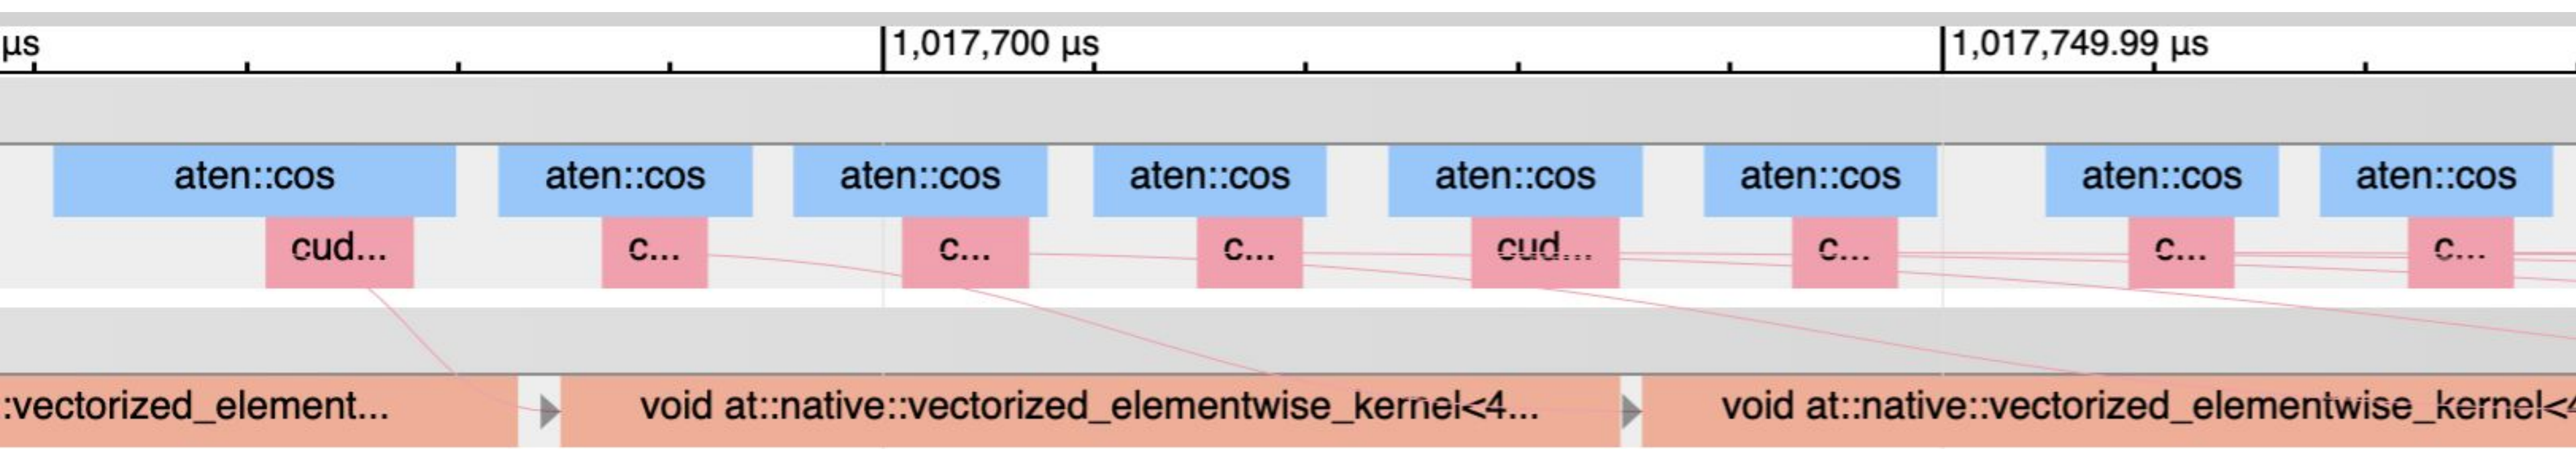 µs 1,017,700 µs 1,017,749.99 µs
aten::cos aten::cos aten::cos aten::cos aten::cos aten::cos aten::cos aten::cos
cud... c... c... c... cud... c... c... c...
:vectorized_element... void at::native::vectorized_elementwise_kernel<4... void at::native::vectorized_elementwise_kernel<4